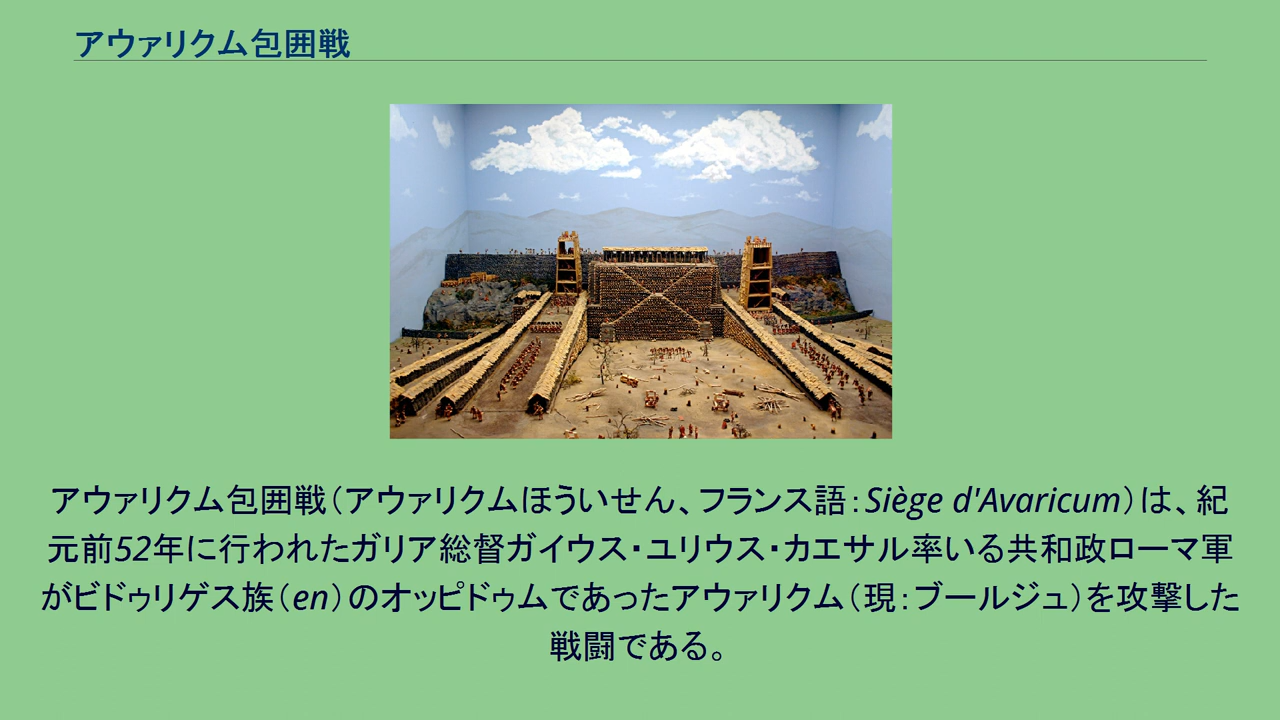 アウァリクム包囲戦
アウァリクム包囲戦（アウァリクムほういせん、フランス語：Siège d'Avaricum）は、紀
元前52年に行われたガリア総督ガイウス・ユリウス・カエサル率いる共和政ローマ軍
がビドゥリゲス族（en）のオッピドゥムであったアウァリクム（現：ブールジュ）を攻撃した
戦闘である。